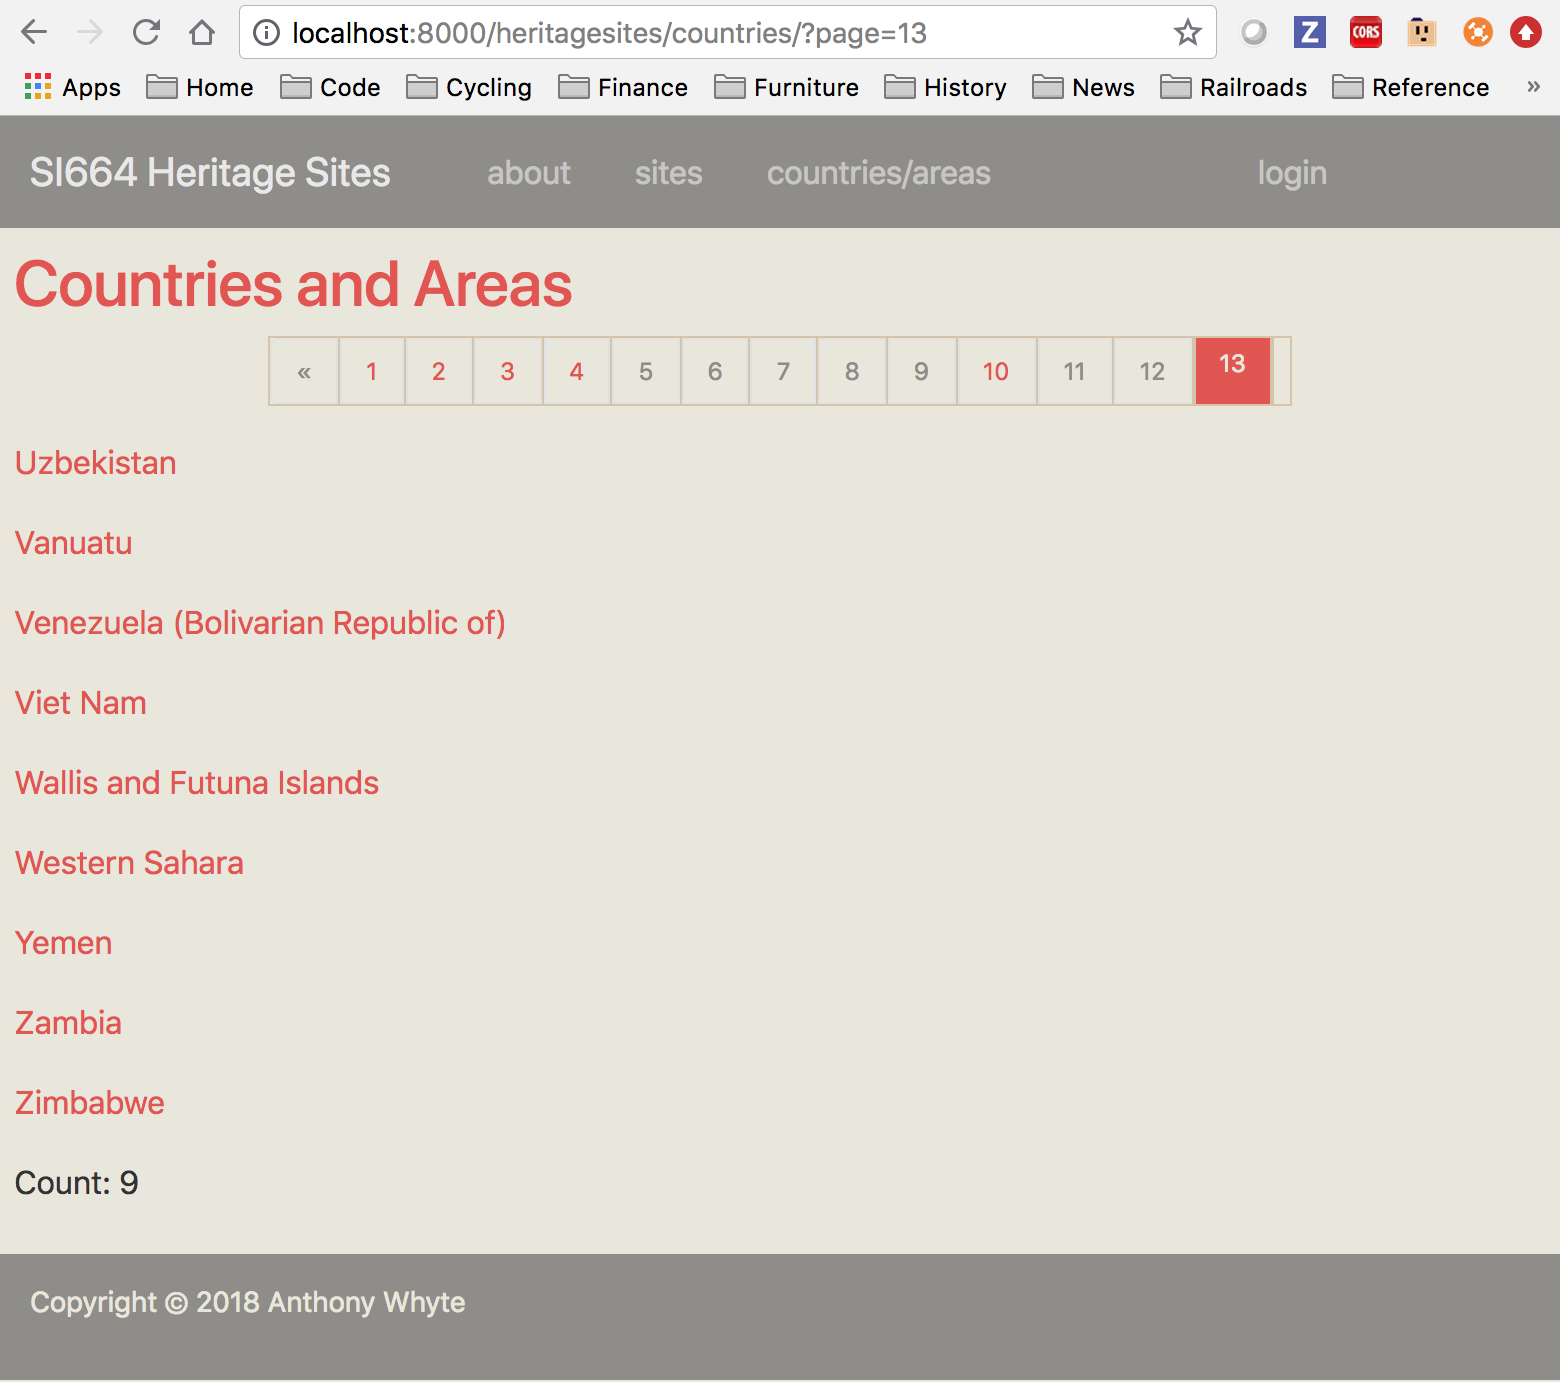 localhost:8000/heritagesites/countries/?page=13
Z CORS
Apps Home Code Cycling Finance Furniture History News Railroads Reference »
SI664 Heritage Sites about sites countries/areas login
Countries and Areas
« 1 2 3 4 5 6 7 8 9 10 11 12 13
Uzbekistan
Vanuatu
Venezuela (Bolivarian Republic of)
Viet Nam
Wallis and Futuna Islands
Western Sahara
Yemen
Zambia
Zimbabwe
Count: 9
Copyright © 2018 Anthony Whyte